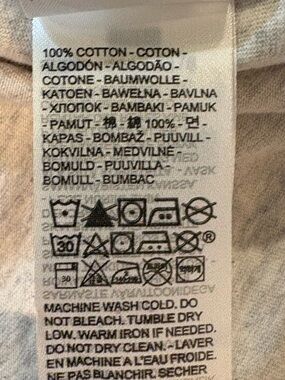 100% COTTON - COTON -
ALGODÓN - ALGODÃO -
COTONE - BAUMWOLLE -
KATOEN - BAWEŁNA - BAVLNA
- ХЛОПОК - BAMBAKI - PAMUK
PAMUT - 棉 - 綿 100% - 면 -
KAPAS - BOMBAŽ - PUUVILL -
KOKVILNA - MEDVILNĖ -
BOMULD - PUUVILLA -
BOMULL - BUMBAC
30
®
30
MACHINE WASH COLD. DO
NOT BLEACH. TUMBLE DRY
LOW. WARM IRON IF NEEDED.
DO NOT DRY CLEAN. - LAVER
EN MACHINE A L'EAU FROIDE.
NE PAS BLANCHIR. SECHER